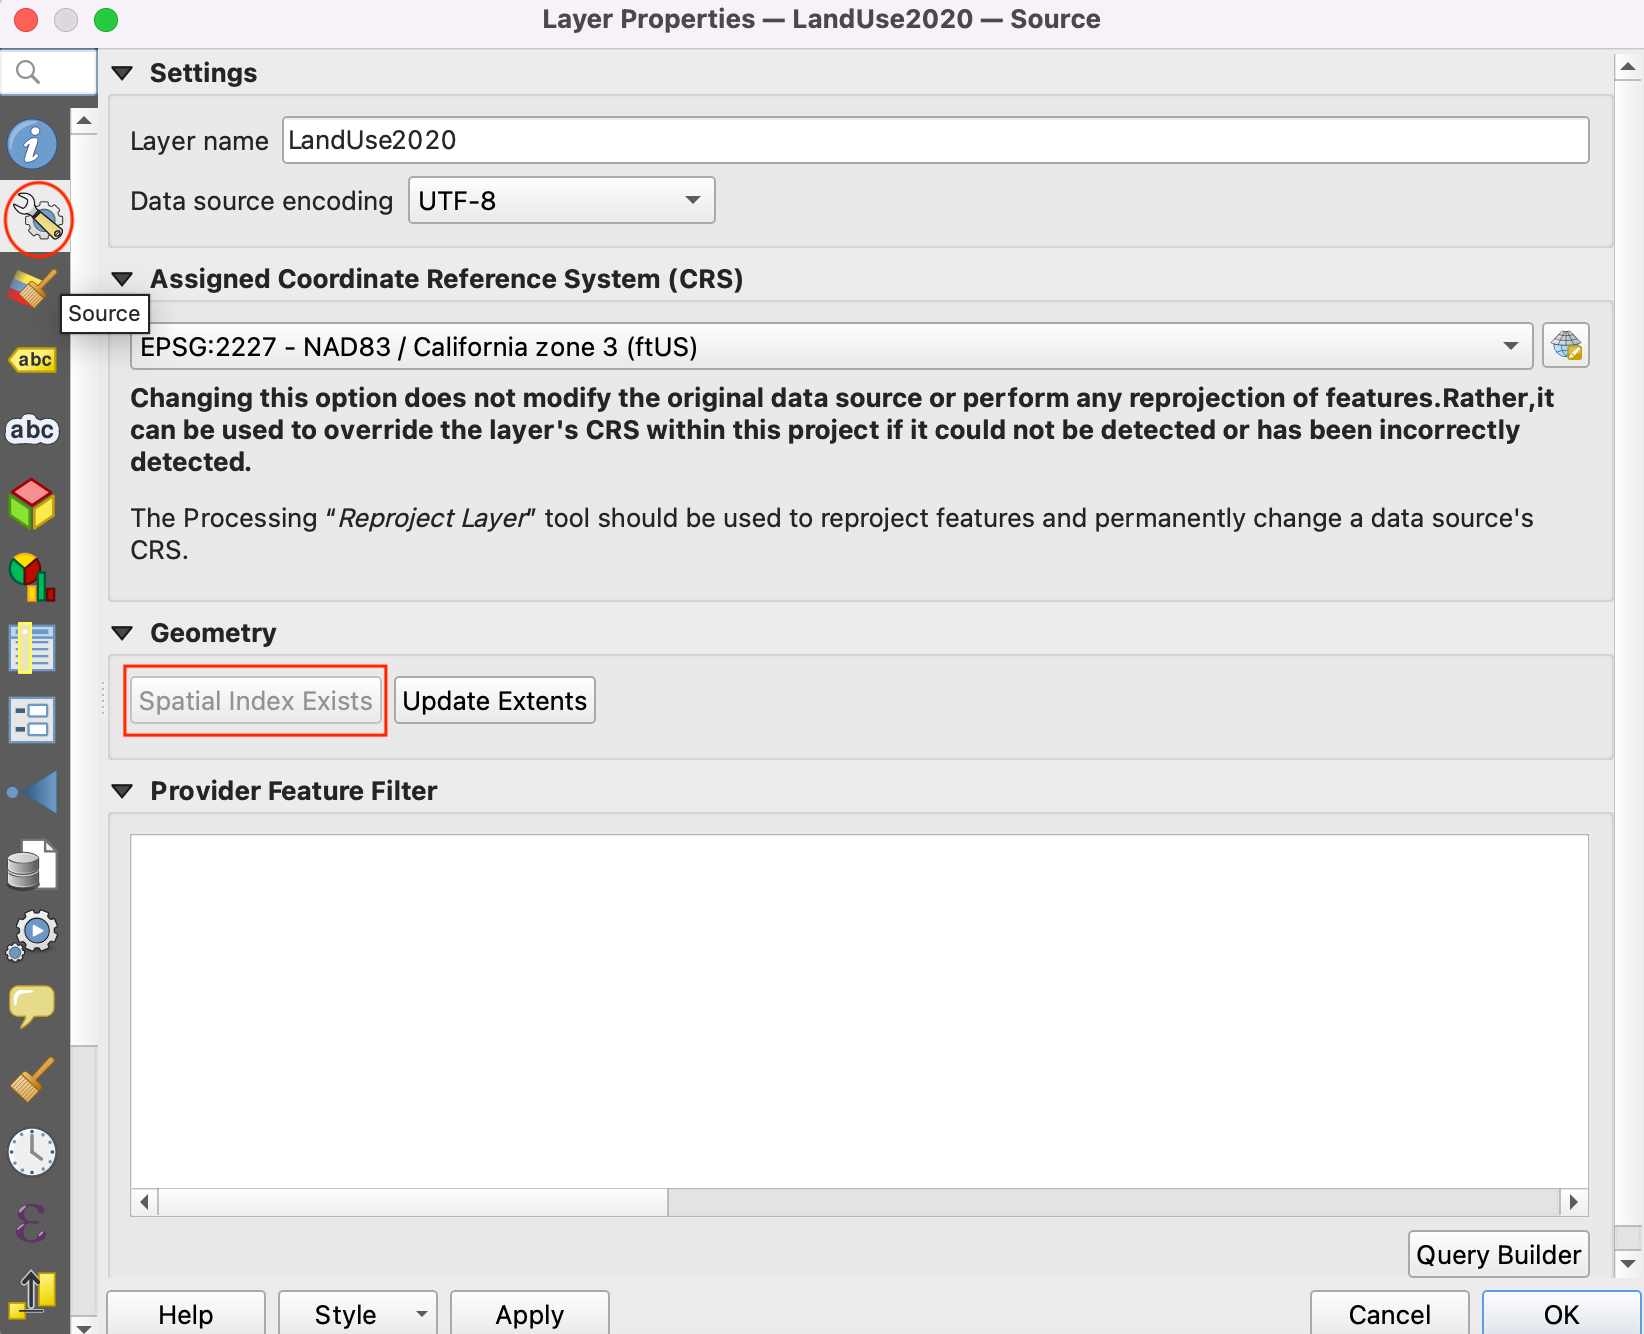 Layer Properties — LandUse2020 — Source
Settings
Layer name LandUse2020
Data source encoding UTF-8
Assigned Coordinate Reference System (CRS)
Source
EPSG:2227 - NAD83 / California zone 3 (ftUS)
abc
Changing this option does not modify the original data source or perform any reprojection of features.Rather,it
can be used to override the layer's CRS within this project if it could not be detected or has been incorrectly
detected.
abc
The Processing "Reproject Layer" tool should be used to reproject features and permanently change a data source's
CRS.
Geometry
Spatial Index Exists Update Extents
Provider Feature Filter
ε
Query Builder
Help Style Apply Cancel OK